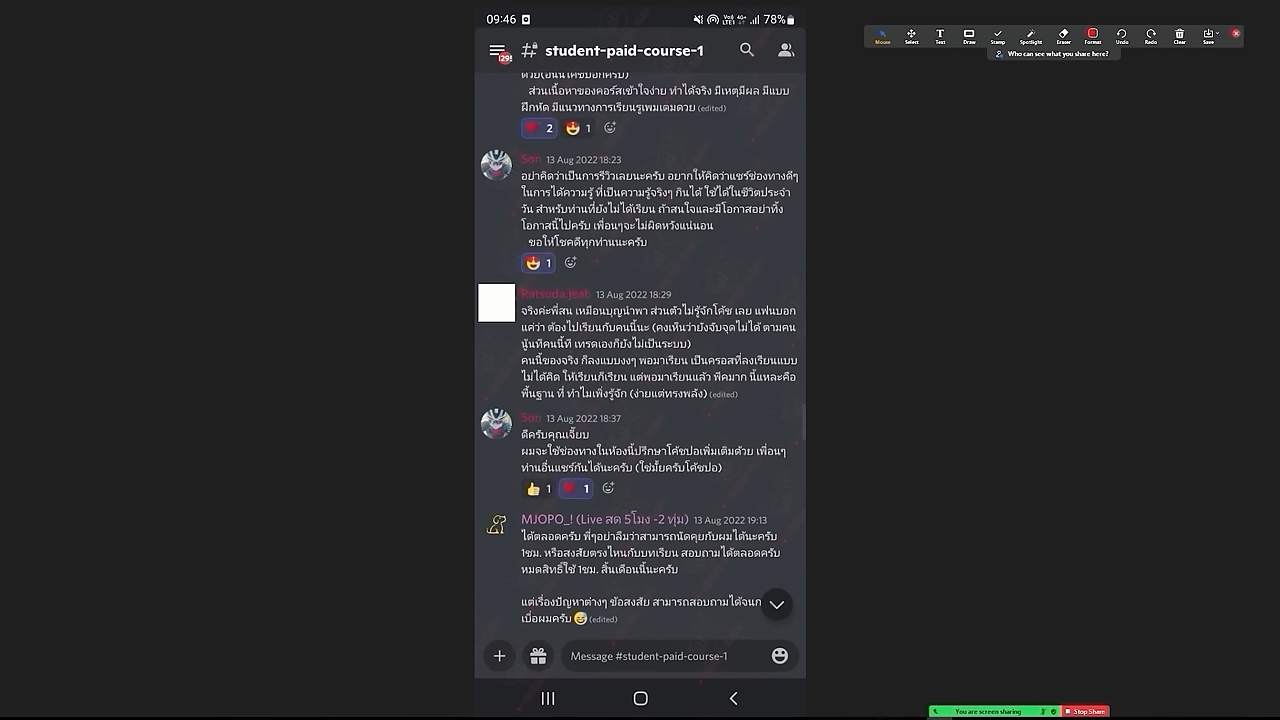 09:46
78%
student-paid-course-1
Mouse Select Text Draw Stamp Spotlight Eraser Format Undo Redo Clear Save
Who can see what you share here?
ส่วนเนื้อหาของคอร์สเข้าใจง่าย ทำได้จริง มีเหตุมีผล มีแบบ
ฝึกหัด มีแนวทางการเรียนรู้เพิ่มเติมด้วย (edited)
2 1
Son 13 Aug 2022 18:23
อย่าคิดว่าเป็นการรีวิวเลยนะครับ อยากให้คิดว่าแชร์ช่องทางดีๆ
ในการได้ความรู้ ที่เป็นความรู้จริงๆ กินได้ ใช้ได้ในชีวิตประจำ
วัน สำหรับท่านที่ยังไม่ได้เรียน ถ้าสนใจและมีโอกาสอย่าทิ้ง
โอกาสนี้ไปครับ เพื่อนๆจะไม่ผิดหวังแน่นอน
ขอให้โชคดีทุกท่านนะครับ
1
Ratsuda jeab 13 Aug 2022 18:29
จริงค่ะพี่สน เหมือนบุญนำพา ส่วนตัวไม่รู้จักโค้ช เลย แฟนบอก
แค่ว่า ต้องไปเรียนกับคนนี้นะ (คงเห็นว่ายังจับจุดไม่ได้ ตามคน
นู้นทีคนนี้ที เทรดเองก็ยังไม่เป็นระบบ)
คนนี้ของจริง ก็ลงแบบงงๆ พอมาเรียน เป็นครอสที่ลงเรียนแบบ
ไม่ได้คิด ให้เรียนก็เรียน แต่พอมาเรียนแล้ว พีคมาก นี้แหละคือ
พื้นฐาน ที่ ทำไมเพิ่งรู้จัก (ง่ายแต่ทรงพลัง) (edited)
Son 13 Aug 2022 18:37
ดีครับคุณเจี๊ยบ
ผมจะใช้ช่องทางในห้องนี้ปรึกษาโค้ชปอเพิ่มเติมด้วย เพื่อนๆ
ท่านอื่นแชร์กันได้นะครับ (ใช่มั้ยครับโค้ชปอ)
1 1
MJOPO_! (Live สด 5โมง -2 ทุ่ม) 13 Aug 2022 19:13
ได้ตลอดครับ พี่ๆอย่าลืมว่าสามารถนัดคุยกับผมได้นะครับ
1ชม. หรือสงสัยตรงไหนกับบทเรียน สอบถามได้ตลอดครับ
หมดสิทธิ์ใช้ 1ชม. สิ้นเดือนนี้นะครับ
แต่เรื่องปัญหาต่างๆ ข้อสงสัย สามารถสอบถามได้จนก
เบื่อผมครับ (edited)
Message #student-paid-course-1
You are screen sharing Stop Share